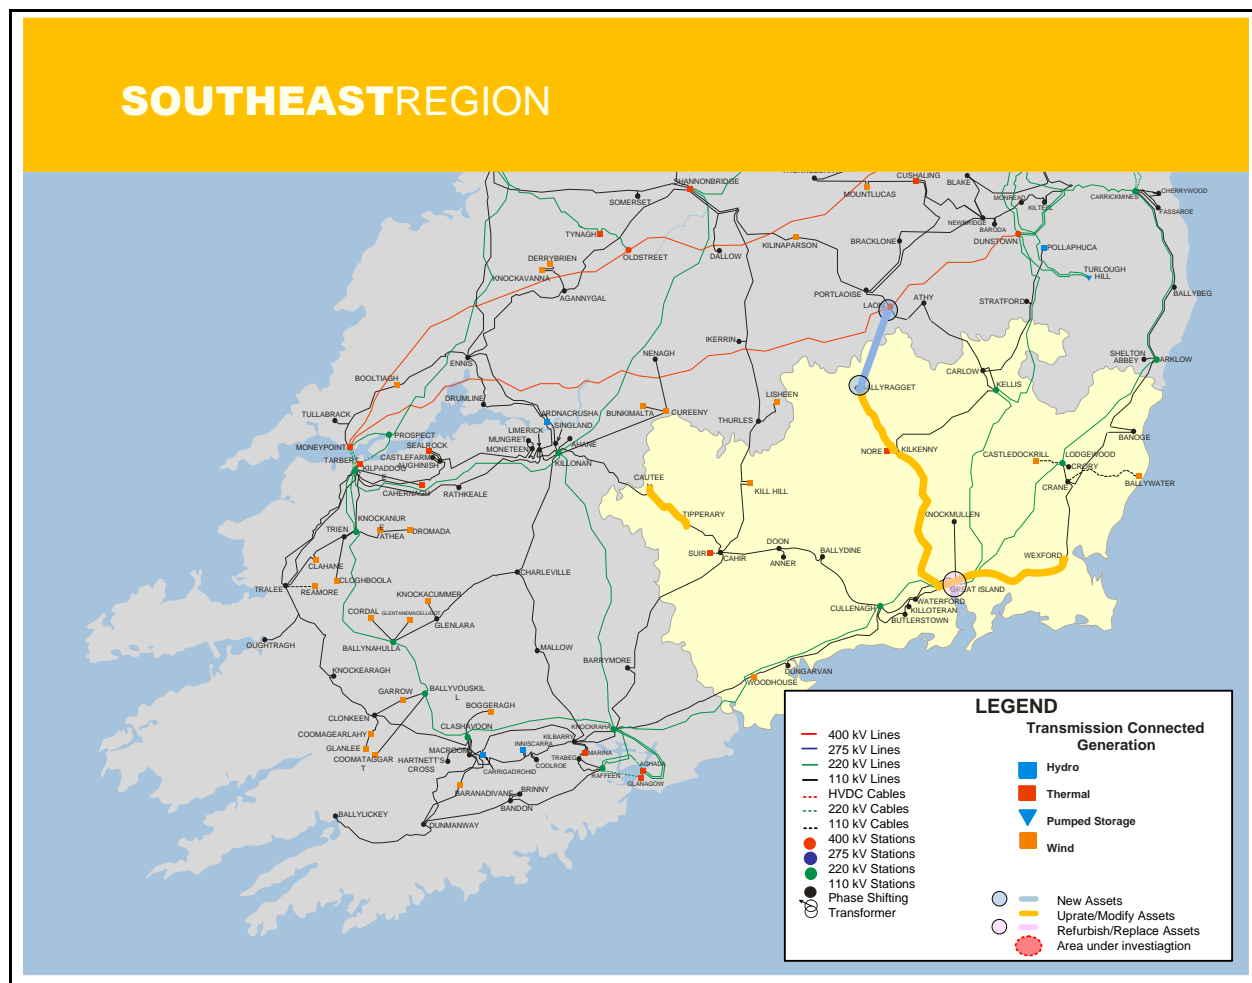 SOUTHEASTREGION
SHANNONBRIDGE
SOMERSET
CUSHALING
MOUNTLUCAS
BLAKE
MONREAD
KILTEEL
NEWBRIDGE
BARODA
CARRICKMINES
CHERRYWOOD
FASSAROE
TYNAGH
OLDSTREET
DALLOW
KILINAPARSON
BRACKLONE
DUNSTOWN
POLLAPHUCA
DERRYBRIEN
KNOCKAVANNA
AGANNYGAL
TURLOUGH
HILL
BALLYBEG
PORTLAOISE
LAOIS
ATHY
STRATFORD
IKERRIN
ENNIS
NENAGH
SHELTON
ABBEY
ARKLOW
BOOLTIAGH
CARLOW
KELLIS
BALLYRAGGET
DRUMLINE
LISHEEN
TULLABRACK
ARDNACRUSHA
SINGLAND
BUNKIMALTA
CUREENY
THURLES
LIMERICK
MUNGRET
MONETEEN
AHANE
KILLONAN
PROSPECT
MONEYPOINT
SEALROCK
CASTLEFARM
AUGHINISH
TARBERT
KILPADDOG
E
BANOGE
NORE
KILKENNY
CASTLEDOCKRILL
LODGEWOOD
CRORY
CRANE
BALLYWATER
CAHERNAGH
RATHKEALE
CAUTEE
N
KILL HILL
TIPPERARY
KNOCKANUR
E
ATHEA
DROMADA
TRIEN
KNOCKMULLEN
DOON
ANNER
BALLYDINE
SUIR
CAHIR
WEXFORD
CLAHANE
CLOGHBOOLA
TRALEE
REAMORE
CHARLEVILLE
GREAT ISLAND
KNOCKACUMMER
CORDAL
GLENTANEMACELLIGOT
GLENLARA
WATERFORD
KILLOTERAN
CULLENAGH
BUTLERSTOWN
OUGHTRAGH
BALLYNAHULLA
MALLOW
BARRYMORE
DUNGARVAN
WOODHOUSE
KNOCKEARAGH
GARROW
BALLYVOUSKIL
L
BOGGERAGH
CLONKEEN
CLASHAVOON
KNOCKRAHA
COOMAGEARLAHY
GLANLEE
COOMATAGGAR
T
MACROOM
HARTNETT'S
CROSS
CARRIGADROHID
INNISCARRA
COOLROE
KILBARRY
MARINA
TRABEG
RAFFEEN
AGHADA
GLANAGOW
BARANADIVANE
BRINNY
BANDON
BALLYLICKEY
DUNMANWAY
LEGEND
Transmission Connected
Generation
400 kV Lines
275 kV Lines
220 kV Lines
110 kV Lines
HVDC Cables
220 kV Cables
110 kV Cables
400 kV Stations
275 kV Stations
220 kV Stations
110 kV Stations
Phase Shifting
Transformer
Hydro
Thermal
Pumped Storage
Wind
New Assets
Uprate/Modify Assets
Refurbish/Replace Assets
Area under investiagtion